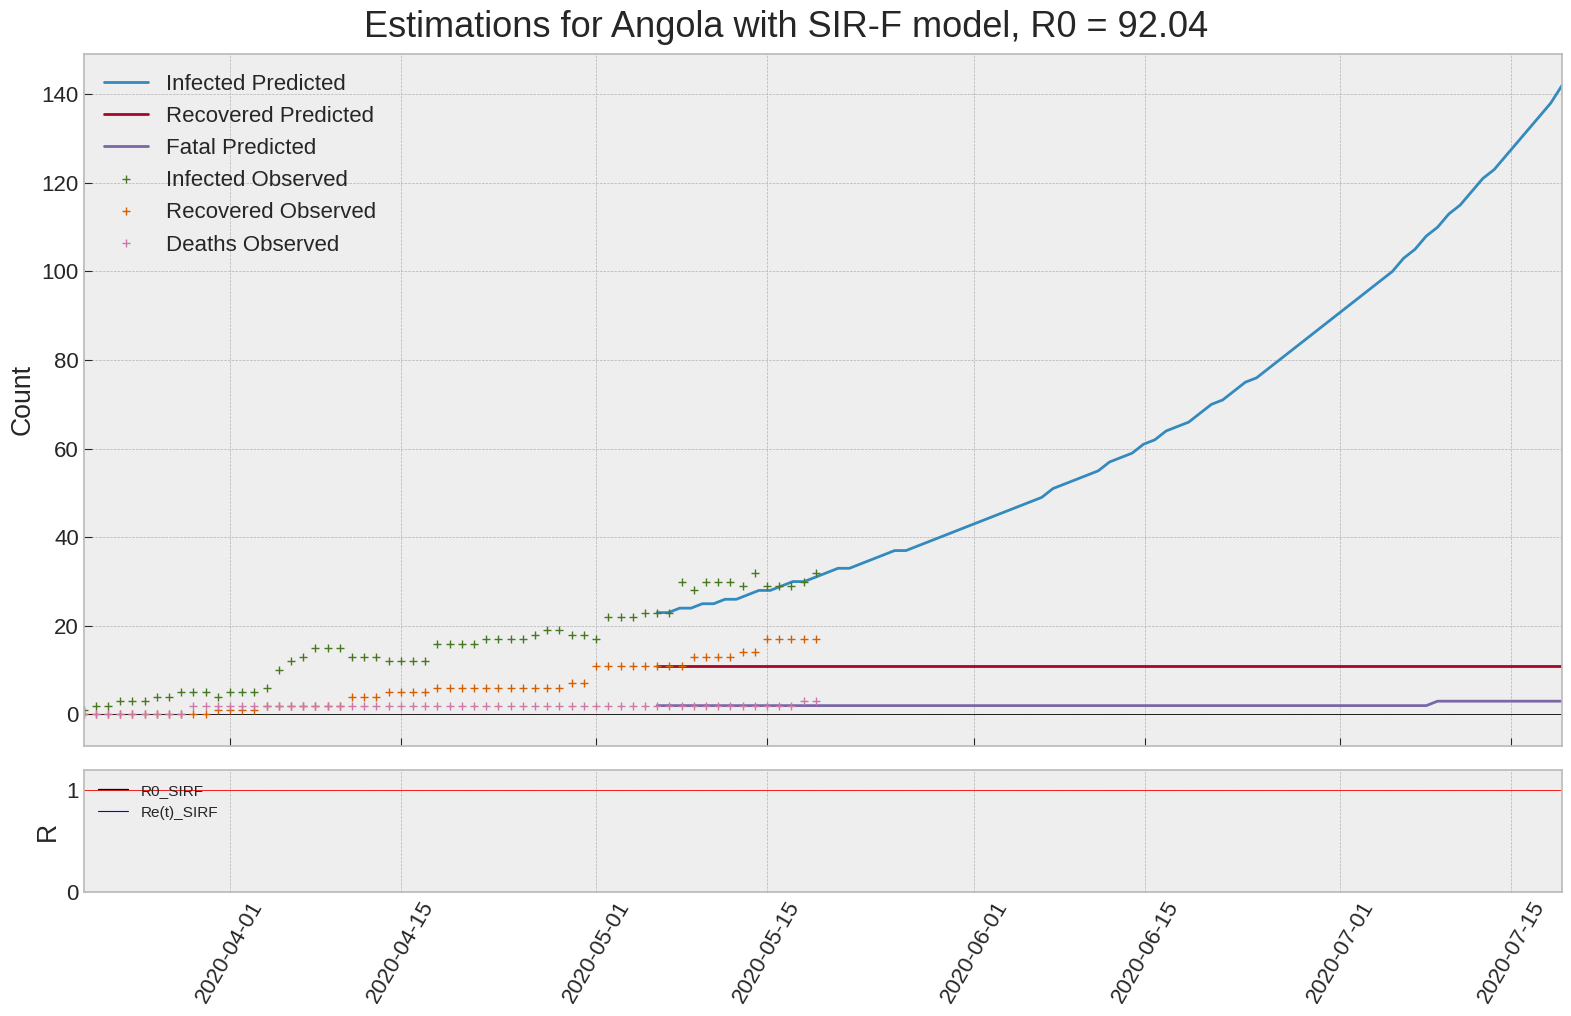 Estimations for Angola with SIR-F model, R0 = 92.04
Infected Predicted
Recovered Predicted
Fatal Predicted
Infected Observed
Recovered Observed
Deaths Observed
Count
140
120
100
80
60
40
20
0
R0_SIRF
Re(t)_SIRF
R
1
0
2020-04-01
2020-04-15
2020-05-01
2020-05-15
2020-06-01
2020-06-15
2020-07-01
2020-07-15